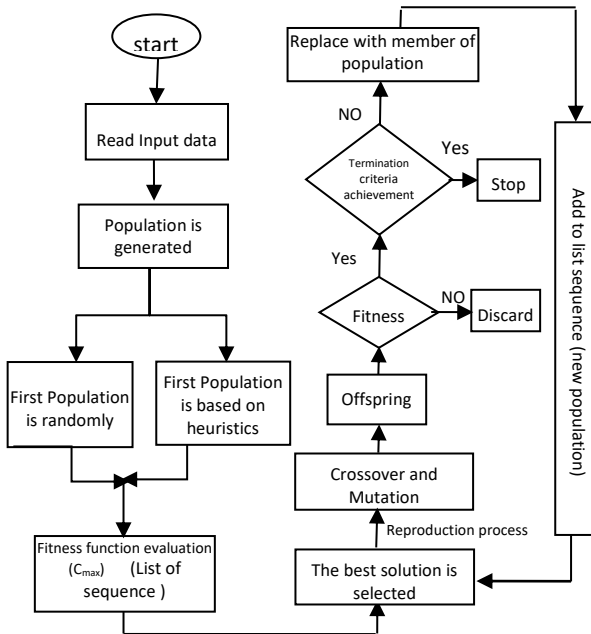 start
Read Input data
Population is
generated
First Population
is randomly
First Population
is based on
heuristics
Fitness function evaluation
(Cmax) (List of
sequence )
Replace with member of
population
NO
Termination
criteria
achievement
Yes
Stop
Yes
Fitness
NO
Discard
Offspring
Crossover and
Mutation
Reproduction process
The best solution is
selected
Add to list sequence (new population)